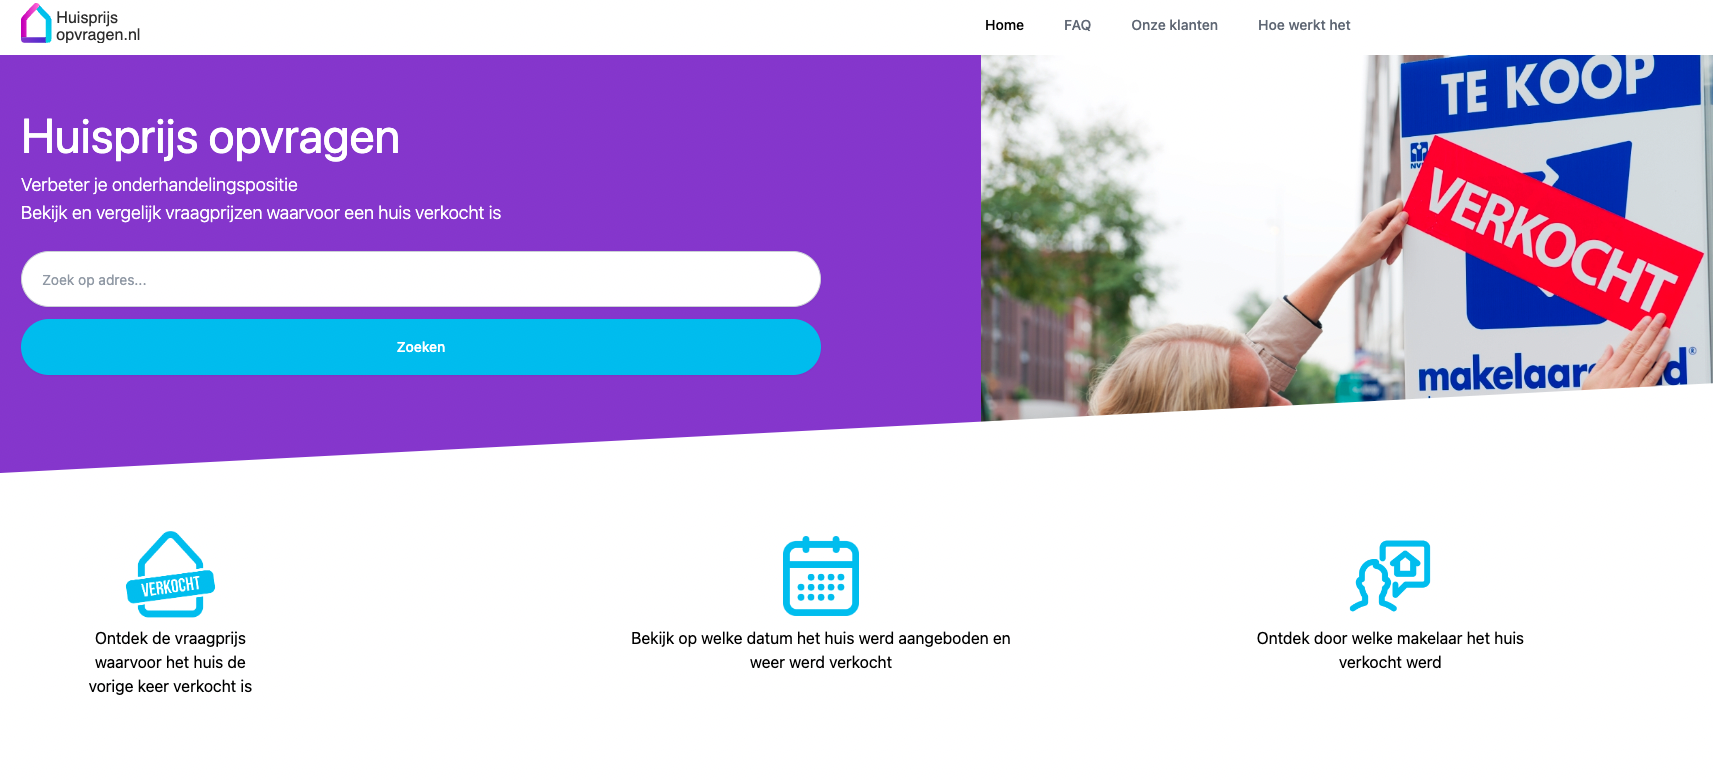 Huisprijs
opvragen.nl
Home
FAQ
Onze klanten
Hoe werkt het
Huisprijs opvragen
Verbeter je onderhandelingspositie
Bekijk en vergelijk vraagprijzen waarvoor een huis verkocht is
Zoek op adres...
Zoeken
TE KOOP
VERKOCHT
VERKOCHT
Ontdek de vraagprijs
waarvoor het huis de
vorige keer verkocht is
Bekijk op welke datum het huis werd aangeboden en
weer werd verkocht
Ontdek door welke makelaar het huis
verkocht werd